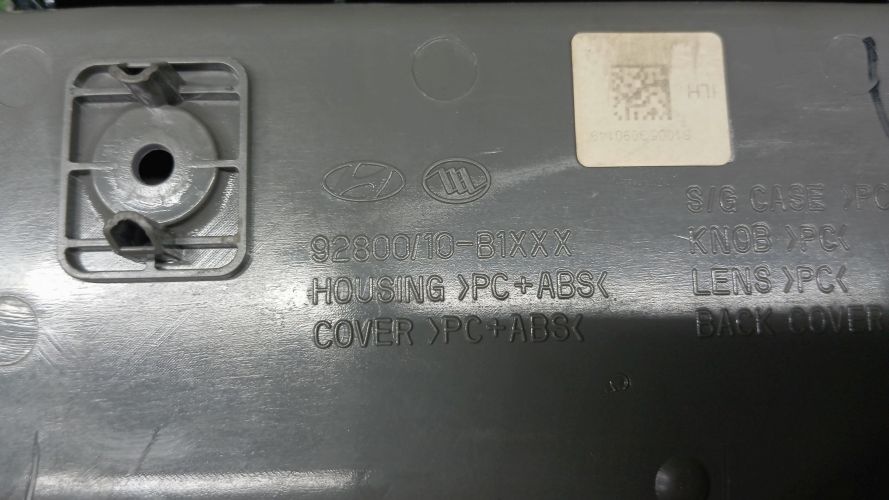 92800/10-B1XXX
HOUSING >PC+ABS<
COVER >PC+ABS<
S/G CASE >PC
KNOB >PC<
LENS >PC<
BACK COVER